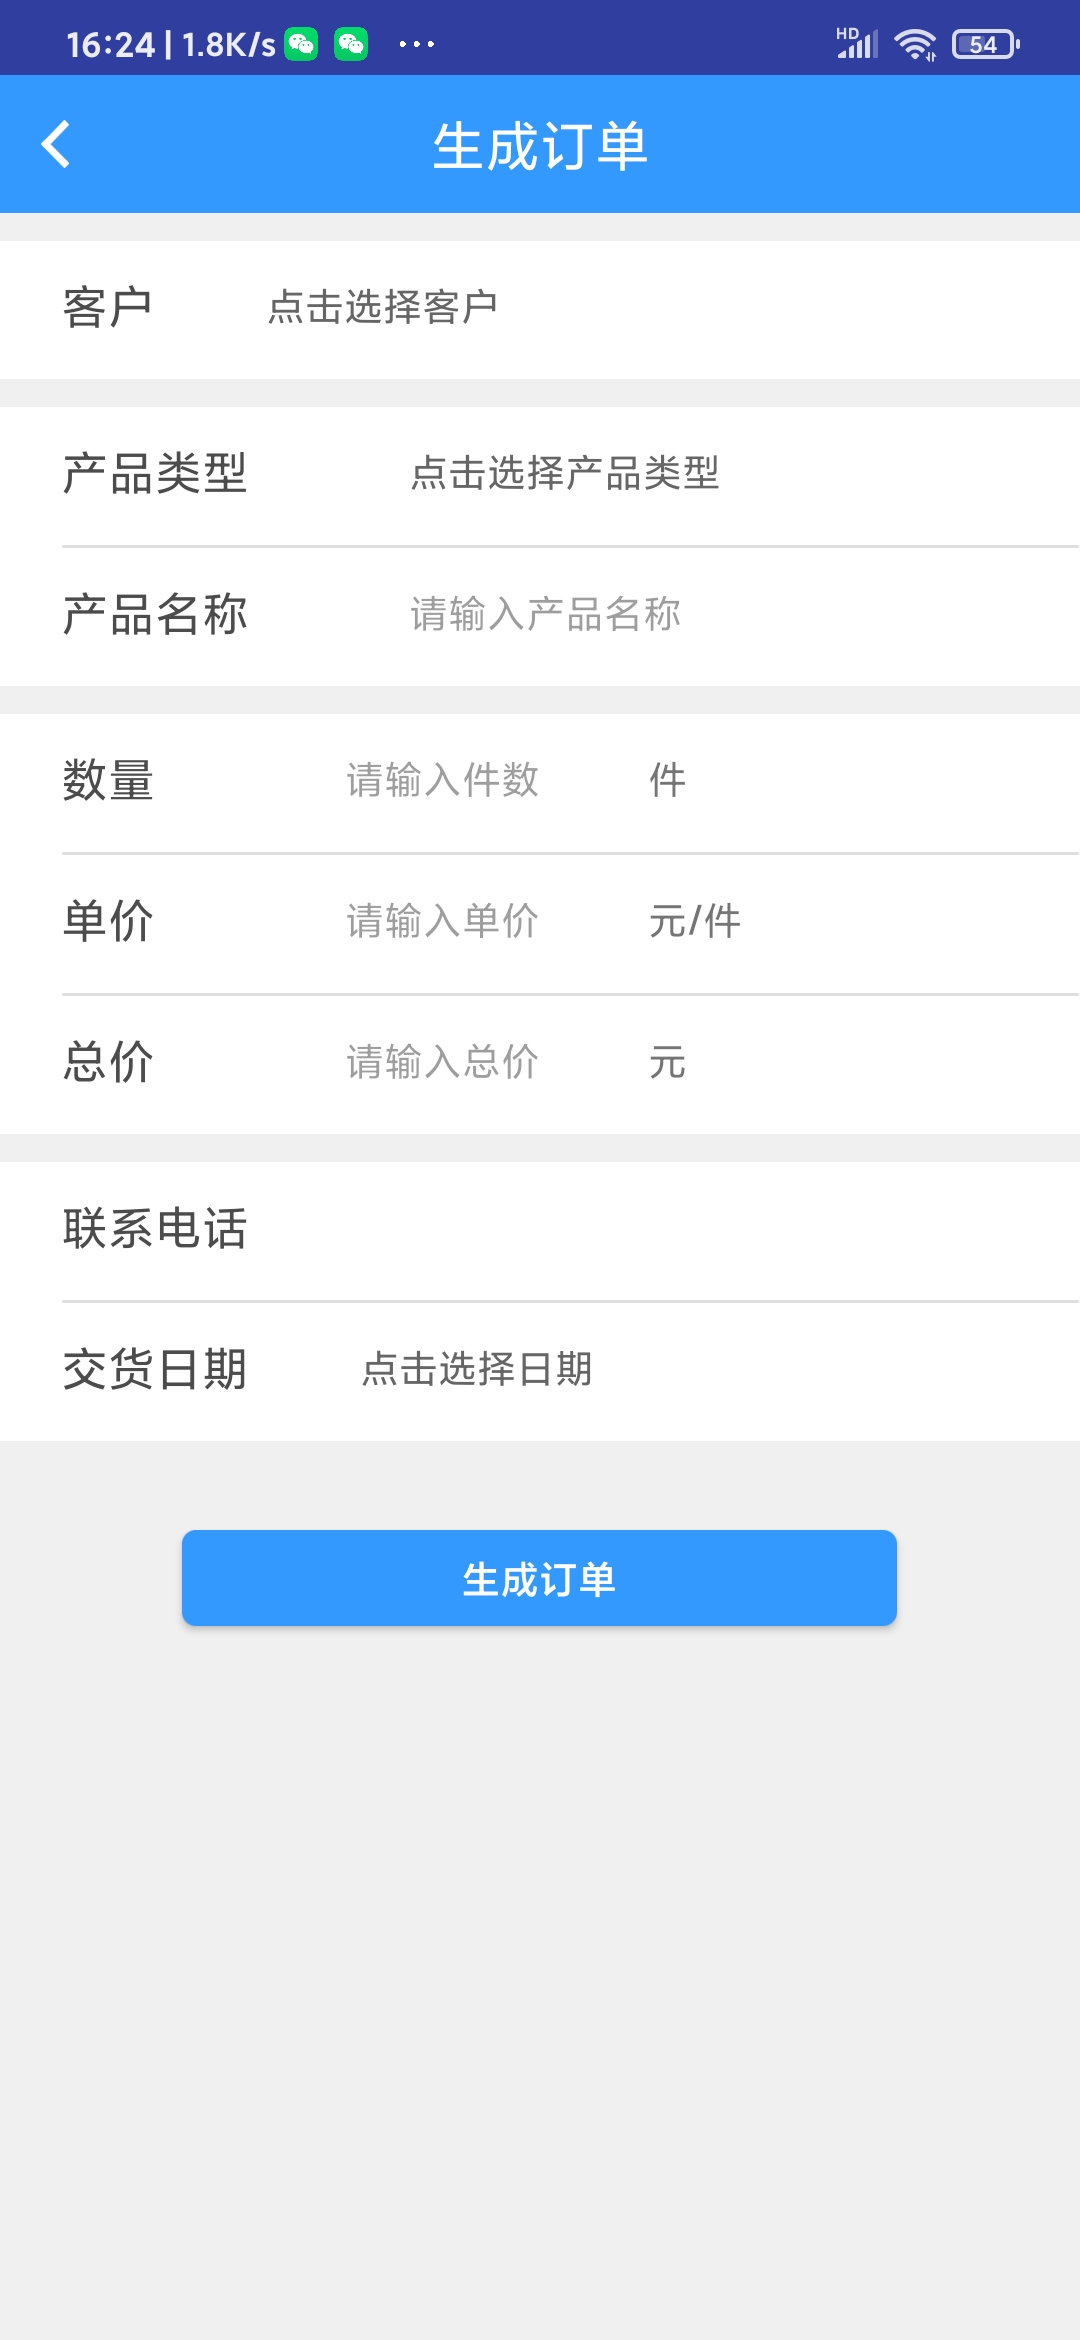 16:24 | 1.8K/s ··· HD 54
生成订单
客户 点击选择客户
产品类型 点击选择产品类型
产品名称 请输入产品名称
数量 请输入件数 件
单价 请输入单价 元/件
总价 请输入总价 元
联系电话
交货日期 点击选择日期
生成订单